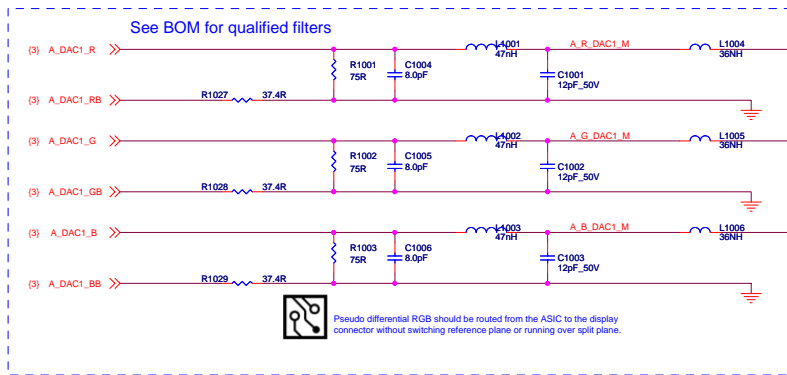 See BOM for qualified filters
{3} A_DAC1_R
L1001
47nH
A_R_DAC1_M
L1004
36NH
R1001
75R
C1004
8.0pF
C1001
12pF_50V
{3} A_DAC1_RB
R1027 37.4R
{3} A_DAC1_G
L1002
47nH
A_G_DAC1_M
L1005
36NH
R1002
75R
C1005
8.0pF
C1002
12pF_50V
{3} A_DAC1_GB
R1028 37.4R
{3} A_DAC1_B
L1003
47nH
A_B_DAC1_M
L1006
36NH
R1003
75R
C1006
8.0pF
C1003
12pF_50V
{3} A_DAC1_BB
R1029 37.4R
Pseudo differential RGB should be routed from the ASIC to the display
connector without switching reference plane or running over split plane.